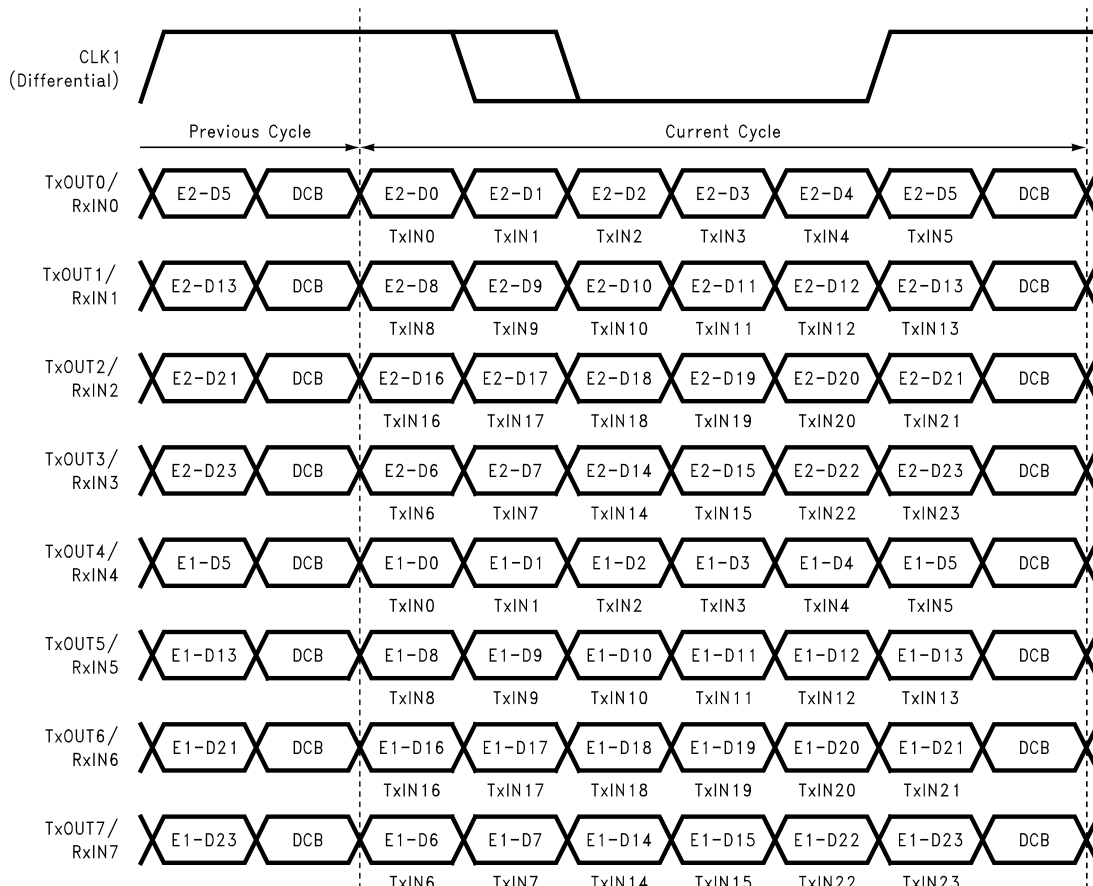 CLK1
(Differential)
Previous Cycle Current Cycle
TxOUT0/
RxIN0
E2-D5 DCB E2-D0 E2-D1 E2-D2 E2-D3 E2-D4 E2-D5 DCB
TxIN0 TxIN1 TxIN2 TxIN3 TxIN4 TxIN5
TxOUT1/
RxIN1
E2-D13 DCB E2-D8 E2-D9 E2-D10 E2-D11 E2-D12 E2-D13 DCB
TxIN8 TxIN9 TxIN10 TxIN11 TxIN12 TxIN13
TxOUT2/
RxIN2
E2-D21 DCB E2-D16 E2-D17 E2-D18 E2-D19 E2-D20 E2-D21 DCB
TxIN16 TxIN17 TxIN18 TxIN19 TxIN20 TxIN21
TxOUT3/
RxIN3
E2-D23 DCB E2-D6 E2-D7 E2-D14 E2-D15 E2-D22 E2-D23 DCB
TxIN6 TxIN7 TxIN14 TxIN15 TxIN22 TxIN23
TxOUT4/
RxIN4
E1-D5 DCB E1-D0 E1-D1 E1-D2 E1-D3 E1-D4 E1-D5 DCB
TxIN0 TxIN1 TxIN2 TxIN3 TxIN4 TxIN5
TxOUT5/
RxIN5
E1-D13 DCB E1-D8 E1-D9 E1-D10 E1-D11 E1-D12 E1-D13 DCB
TxIN8 TxIN9 TxIN10 TxIN11 TxIN12 TxIN13
TxOUT6/
RxIN6
E1-D21 DCB E1-D16 E1-D17 E1-D18 E1-D19 E1-D20 E1-D21 DCB
TxIN16 TxIN17 TxIN18 TxIN19 TxIN20 TxIN21
TxOUT7/
RxIN7
E1-D23 DCB E1-D6 E1-D7 E1-D14 E1-D15 E1-D22 E1-D23 DCB
TxIN6 TxIN7 TxIN14 TxIN15 TxIN22 TxIN23